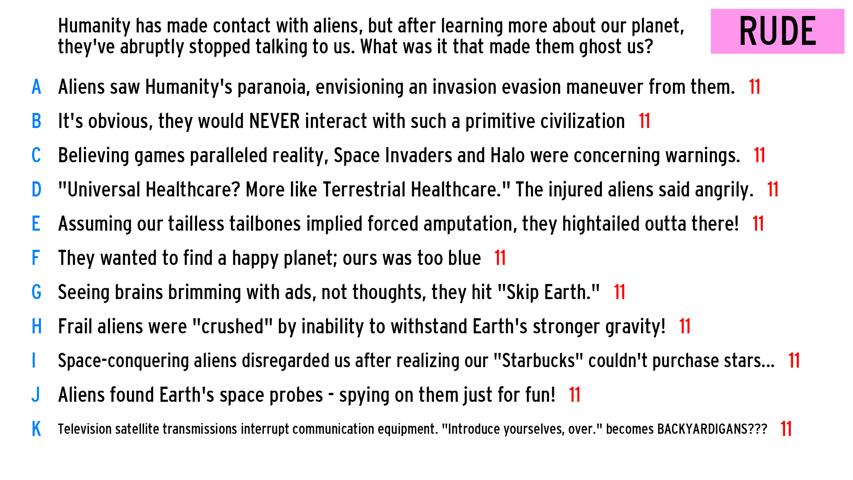 Humanity has made contact with aliens, but after learning more about our planet,
they've abruptly stopped talking to us. What was it that made them ghost us?
RUDE
A Aliens saw Humanity's paranoia, envisioning an invasion evasion maneuver from them. 11
B It's obvious, they would NEVER interact with such a primitive civilization 11
C Believing games paralleled reality, Space Invaders and Halo were concerning warnings. 11
D "Universal Healthcare? More like Terrestrial Healthcare." The injured aliens said angrily. 11
E Assuming our tailless tailbones implied forced amputation, they hightailed outta there! 11
F They wanted to find a happy planet; ours was too blue 11
G Seeing brains brimming with ads, not thoughts, they hit "Skip Earth." 11
H Frail aliens were "crushed" by inability to withstand Earth's stronger gravity! 11
I Space-conquering aliens disregarded us after realizing our "Starbucks" couldn't purchase stars... 11
J Aliens found Earth's space probes - spying on them just for fun! 11
K Television satellite transmissions interrupt communication equipment. "Introduce yourselves, over." becomes BACKYARDIGANS??? 11